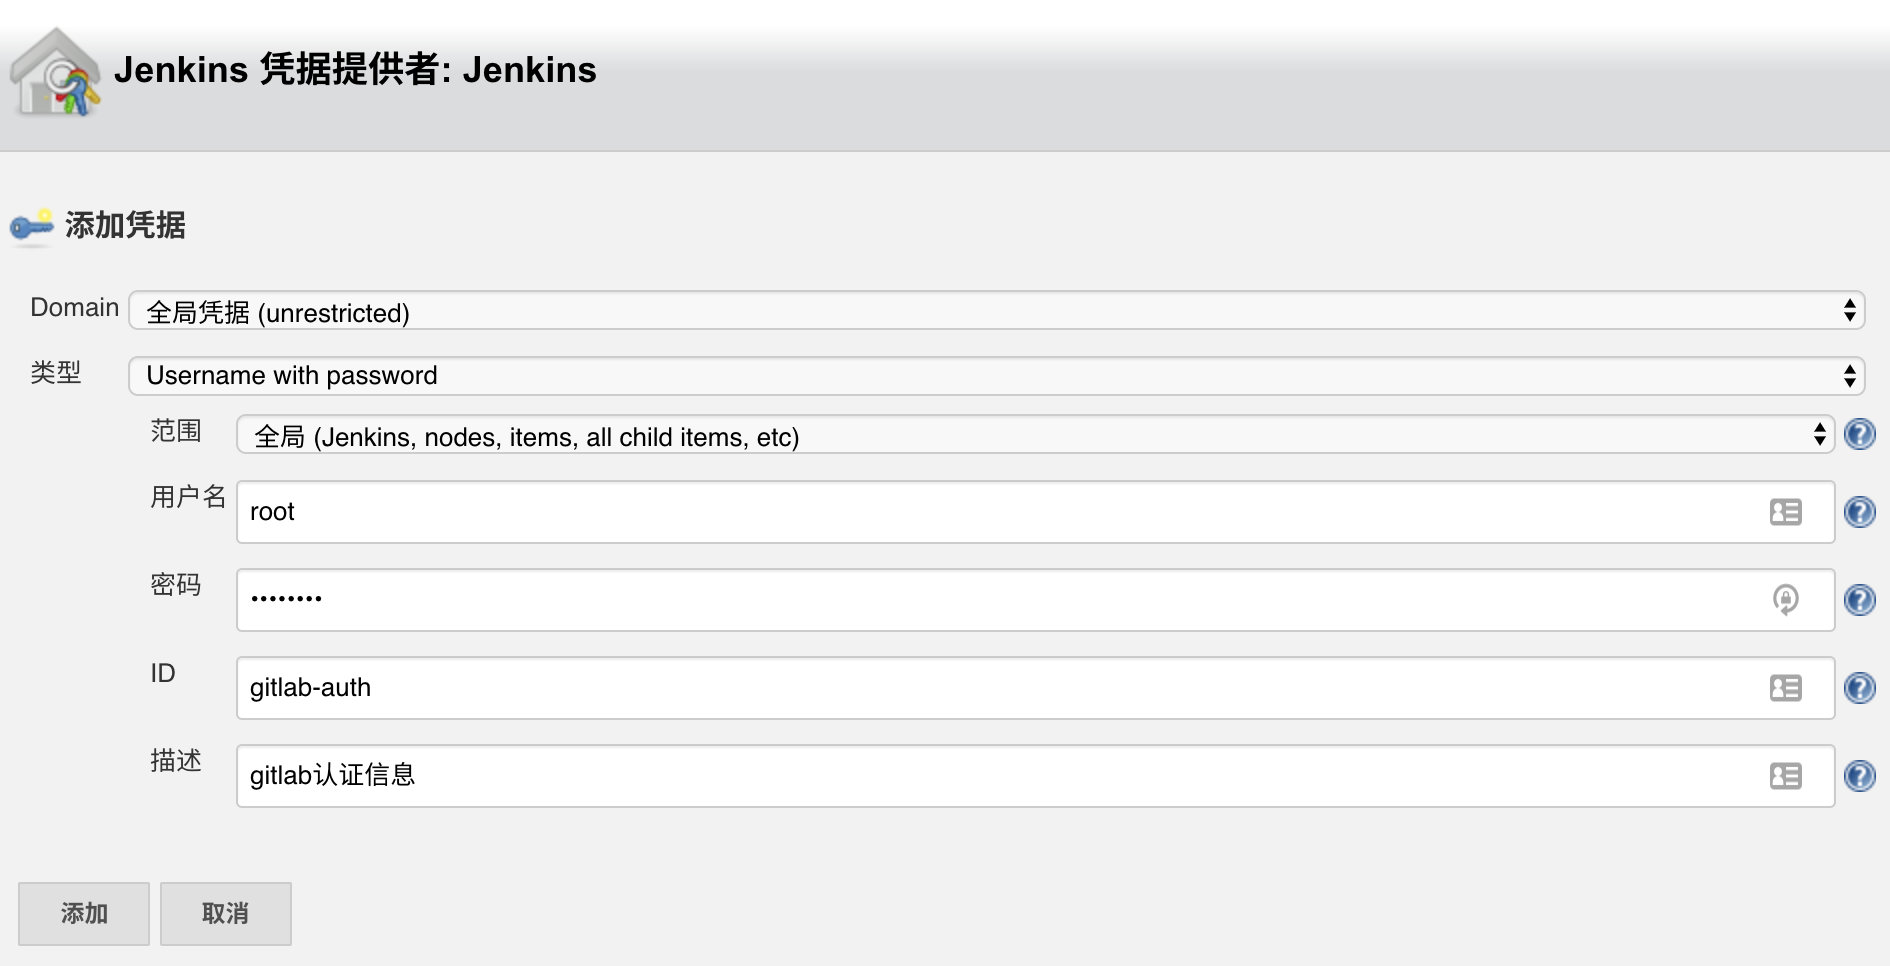 Jenkins 凭据提供者: Jenkins
添加凭据
Domain 全局凭据 (unrestricted)
类型 Username with password
范围 全局 (Jenkins, nodes, items, all child items, etc)
用户名 root
密码 ••••••••
ID gitlab-auth
描述 gitlab认证信息
添加 取消